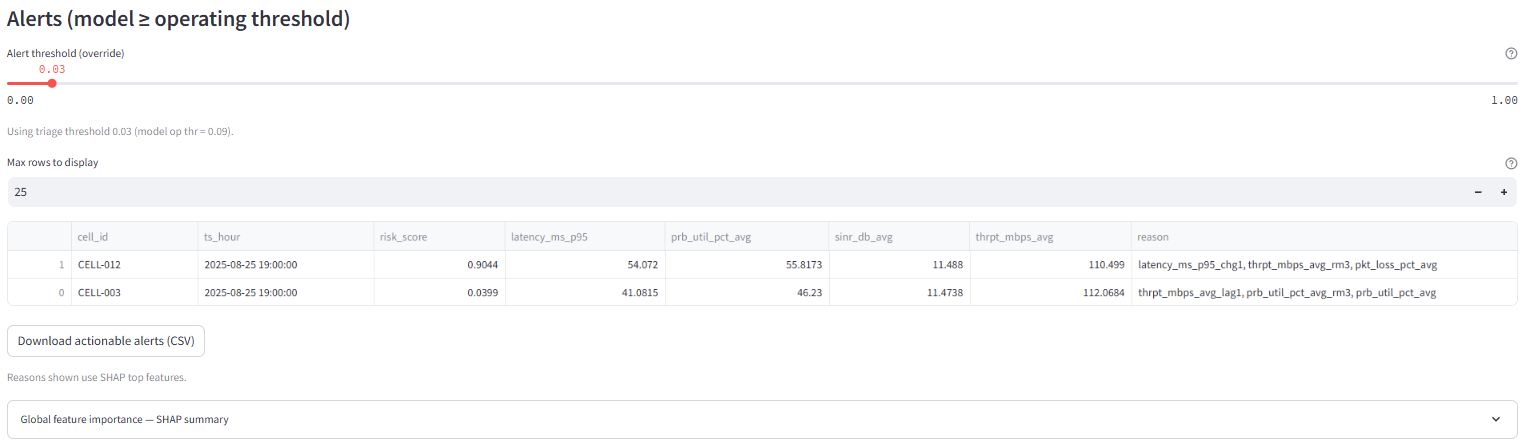 Alerts (model ≥ operating threshold)
Alert threshold (override)
0.03
0.00 1.00
Using triage threshold 0.03 (model op thr = 0.09).
Max rows to display
25 − +
cell_id ts_hour risk_score latency_ms_p95 prb_util_pct_avg sinr_db_avg thrpt_mbps_avg reason
1 CELL-012 2025-08-25 19:00:00 0.9044 54.072 55.8173 11.488 110.499 latency_ms_p95_chg1, thrpt_mbps_avg_rm3, pkt_loss_pct_avg
0 CELL-003 2025-08-25 19:00:00 0.0399 41.0815 46.23 11.4738 112.0684 thrpt_mbps_avg_lag1, prb_util_pct_avg_rm3, prb_util_pct_avg
Download actionable alerts (CSV)
Reasons shown use SHAP top features.
Global feature importance — SHAP summary